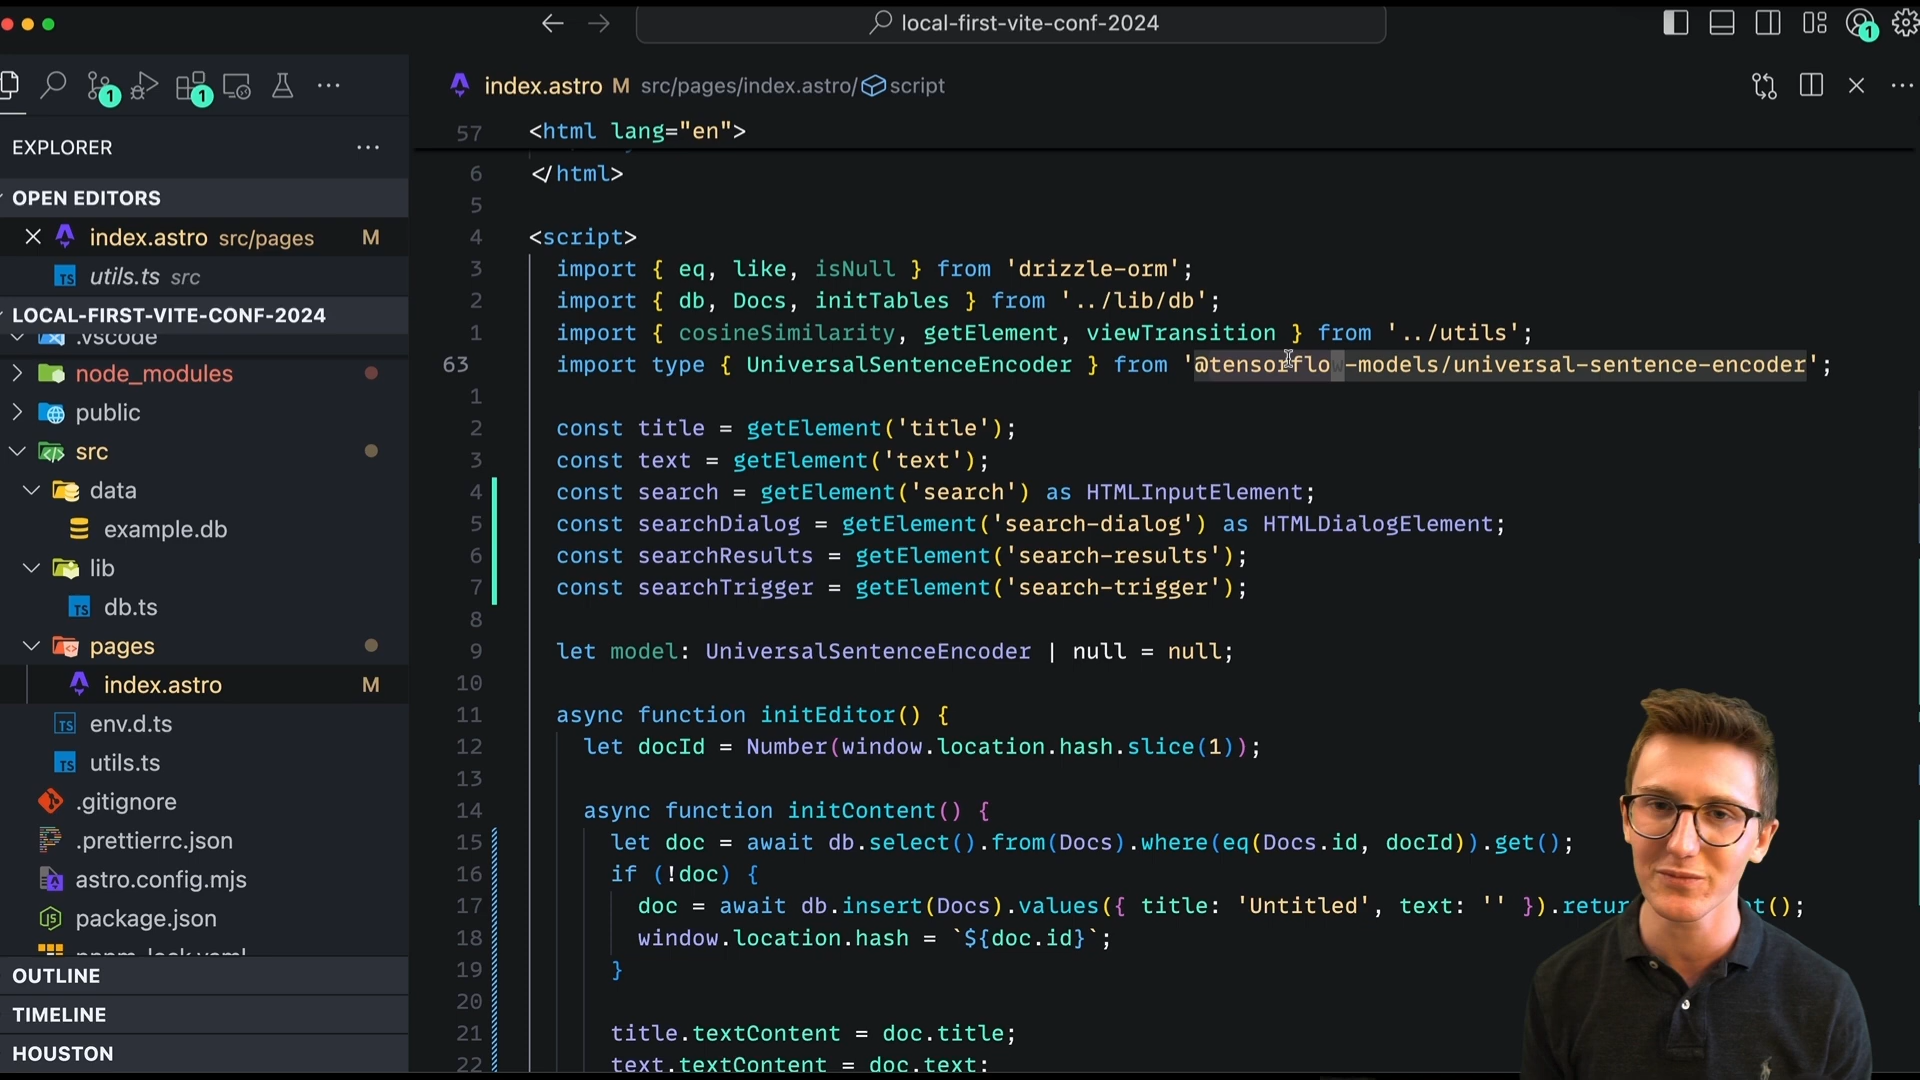 local-first-vite-conf-2024
1
1
1
index.astro M src/pages/index.astro/ script
EXPLORER
OPEN EDITORS
index.astro src/pages M
utils.ts src
LOCAL-FIRST-VITE-CONF-2024
.vscode
node_modules
public
src
data
example.db
lib
db.ts
pages
index.astro M
env.d.ts
utils.ts
.gitignore
.prettierrc.json
astro.config.mjs
package.json
pnpm-lock.yaml
OUTLINE
TIMELINE
HOUSTON
57 <html lang="en">
6 </html>
5
4 <script>
3 import { eq, like, isNull } from 'drizzle-orm';
2 import { db, Docs, initTables } from '../lib/db';
1 import { cosineSimilarity, getElement, viewTransition } from '../utils';
63 import type { UniversalSentenceEncoder } from '@tensorflow-models/universal-sentence-encoder';
1
2 const title = getElement('title');
3 const text = getElement('text');
4 const search = getElement('search') as HTMLInputElement;
5 const searchDialog = getElement('search-dialog') as HTMLDialogElement;
6 const searchResults = getElement('search-results');
7 const searchTrigger = getElement('search-trigger');
8
9 let model: UniversalSentenceEncoder | null = null;
10
11 async function initEditor() {
12 let docId = Number(window.location.hash.slice(1));
13
14 async function initContent() {
15 let doc = await db.select().from(Docs).where(eq(Docs.id, docId)).get();
16 if (!doc) {
17 doc = await db.insert(Docs).values({ title: 'Untitled', text: '' }).retur t();
18 window.location.hash = `${doc.id}`;
19 }
20
21 title.textContent = doc.title;
22 text.textContent = doc.text;